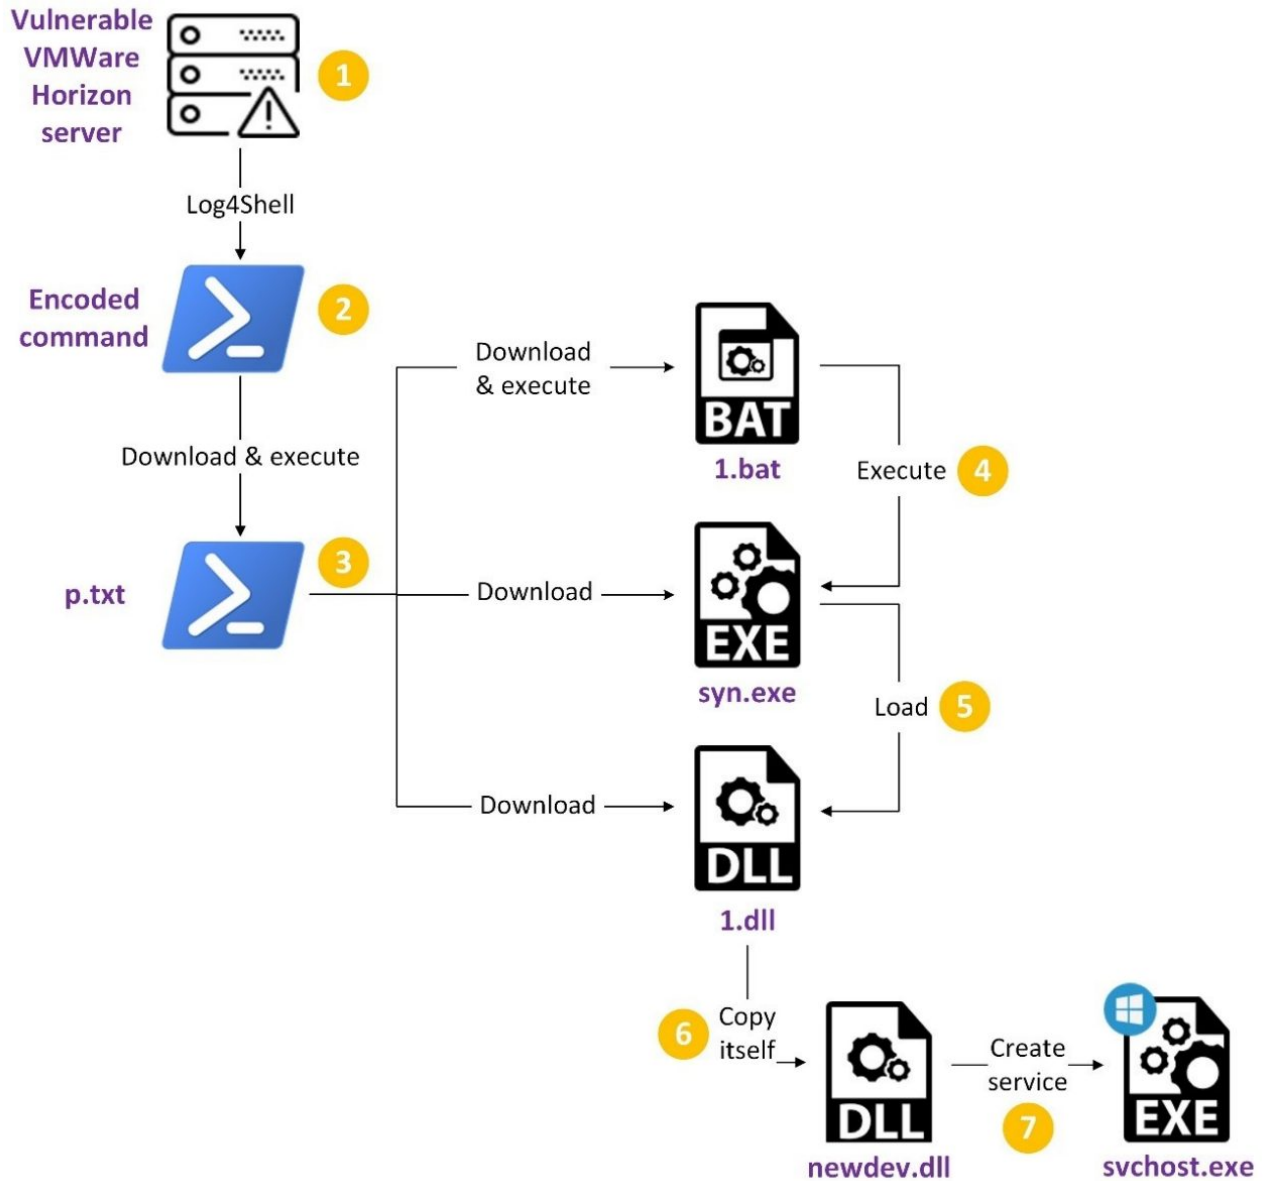 Vulnerable
VMWare
Horizon
server
1
Log4Shell
Encoded
command
2
Download & execute
p.txt
3
Download
& execute
BAT
1.bat
Execute
4
Download
EXE
syn.exe
Load
5
Download
DLL
1.dll
6
Copy
itself
DLL
newdev.dll
Create
service
7
EXE
svchost.exe